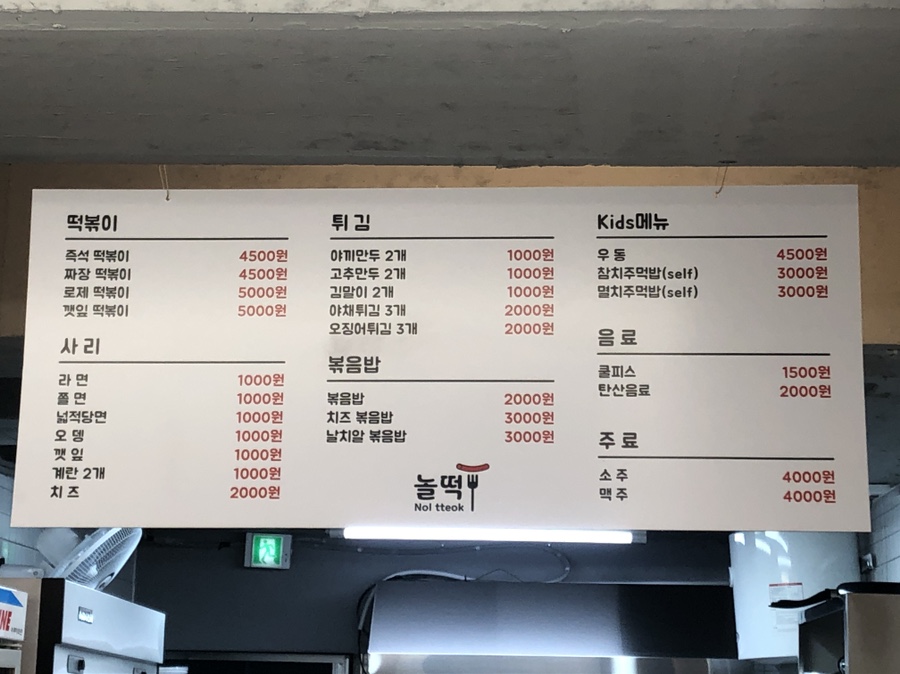 떡볶이
즉석 떡볶이 4500원
짜장 떡볶이 4500원
로제 떡볶이 5000원
깻잎 떡볶이 5000원
사리
라면 1000원
쫄면 1000원
넓적당면 1000원
오뎅 1000원
깻잎 1000원
계란 2개 1000원
치즈 2000원
튀김
야끼만두 2개 1000원
고추만두 2개 1000원
김말이 2개 1000원
야채튀김 3개 2000원
오징어튀김 3개 2000원
볶음밥
볶음밥 2000원
치즈 볶음밥 3000원
날치알 볶음밥 3000원
놀떡
Nol tteok
Kids메뉴
우동 4500원
참치주먹밥(self) 3000원
멸치주먹밥(self) 3000원
음료
쿨피스 1500원
탄산음료 2000원
주료
소주 4000원
맥주 4000원